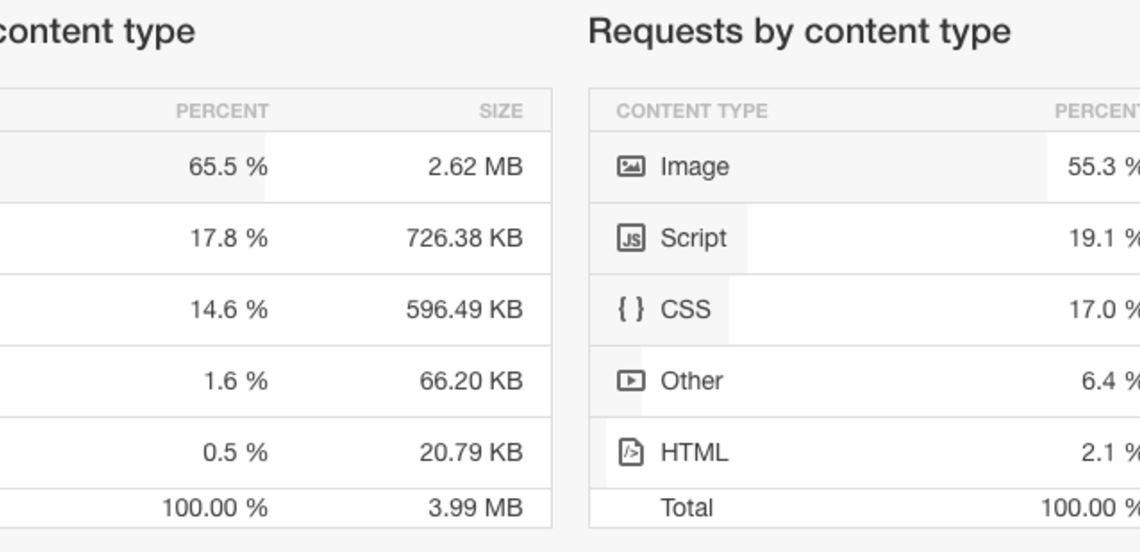 content type
PERCENT SIZE
65.5 % 2.62 MB
17.8 % 726.38 KB
14.6 % 596.49 KB
1.6 % 66.20 KB
0.5 % 20.79 KB
100.00 % 3.99 MB
Requests by content type
CONTENT TYPE PERCENT
Image 55.3 %
JS Script 19.1 %
{ } CSS 17.0 %
Other 6.4 %
</> HTML 2.1 %
Total 100.00 %